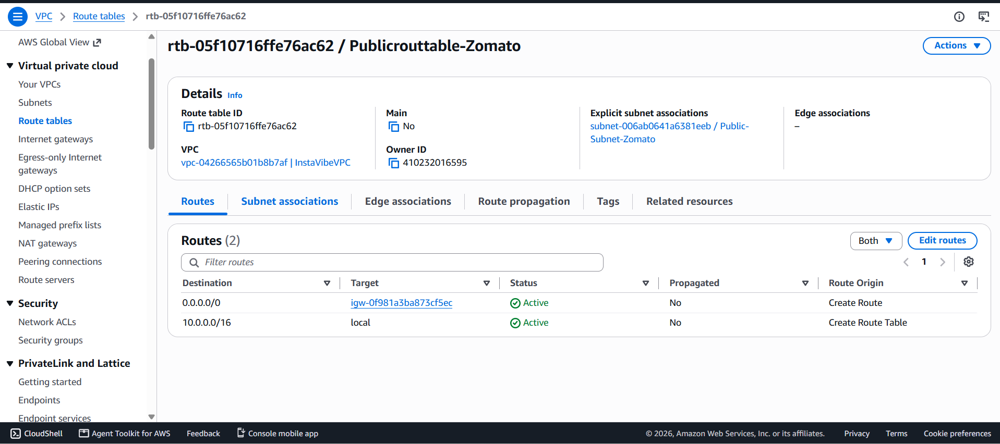 VPC > Route tables > rtb-05f10716ffe76ac62
AWS Global View
Virtual private cloud
Your VPCs
Subnets
Route tables
Internet gateways
Egress-only Internet
gateways
DHCP option sets
Elastic IPs
Managed prefix lists
NAT gateways
Peering connections
Route servers
Security
Network ACLs
Security groups
PrivateLink and Lattice
Getting started
Endpoints
Endpoint services
rtb-05f10716ffe76ac62 / Publicrouttable-Zomato
Actions
Details Info
Route table ID
rtb-05f10716ffe76ac62
VPC
vpc-04266565b01b8b7af | InstaVibeVPC
Main
No
Owner ID
410232016595
Explicit subnet associations
subnet-006ab0641a6381eeb / Public-
Subnet-Zomato
Edge associations
–
Routes Subnet associations Edge associations Route propagation Tags Related resources
Routes (2)
Both Edit routes
Filter routes
1
Destination Target Status Propagated Route Origin
0.0.0.0/0 igw-0f981a3ba873cf5ec Active No Create Route
10.0.0.0/16 local Active No Create Route Table
CloudShell Agent Toolkit for AWS Feedback Console mobile app © 2026, Amazon Web Services, Inc. or its affiliates. Privacy Terms Cookie preferences